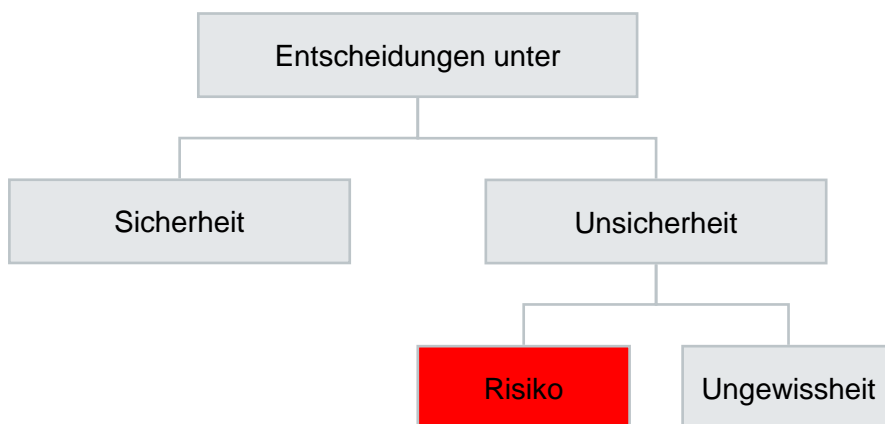 Entscheidungen unter
Sicherheit
Unsicherheit
Risiko
Ungewissheit